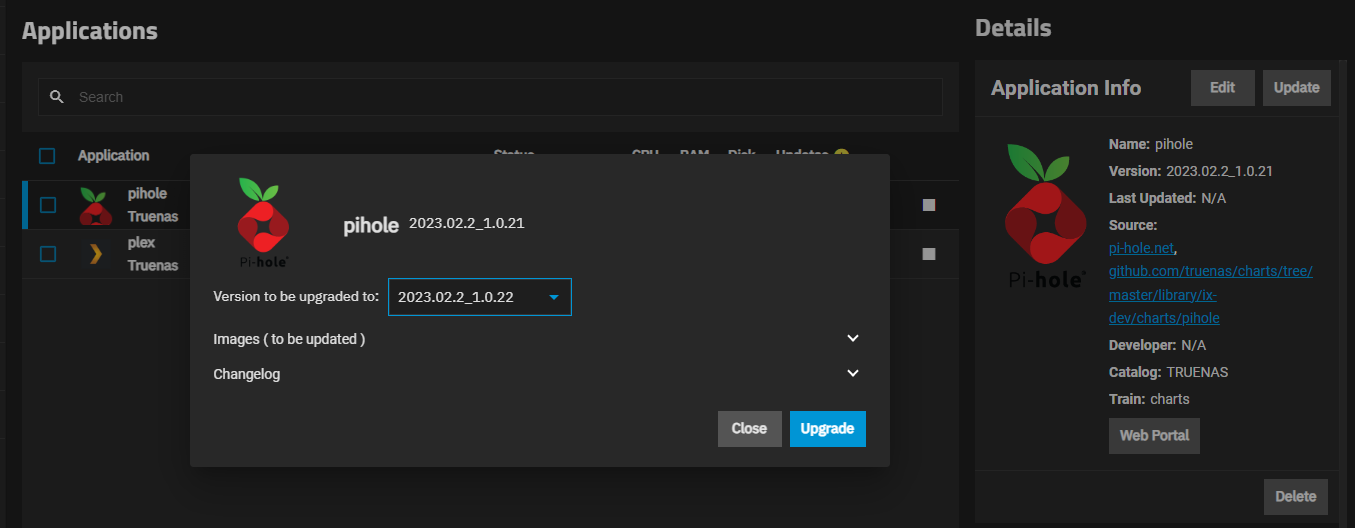 Applications
Details
Search
Application Info
Edit
Update
Application
Status
CPU
RAM
Disk
Updates
pihole
Truenas
plex
Truenas
Pi-hole
pihole 2023.02.2_1.0.21
Version to be upgraded to: 2023.02.2_1.0.22
Images ( to be updated )
Changelog
Close
Upgrade
Pi-hole
Name: pihole
Version: 2023.02.2_1.0.21
Last Updated: N/A
Source:
pi-hole.net,
github.com/truenas/charts/tree/
master/library/ix-
dev/charts/pihole
Developer: N/A
Catalog: TRUENAS
Train: charts
Web Portal
Delete